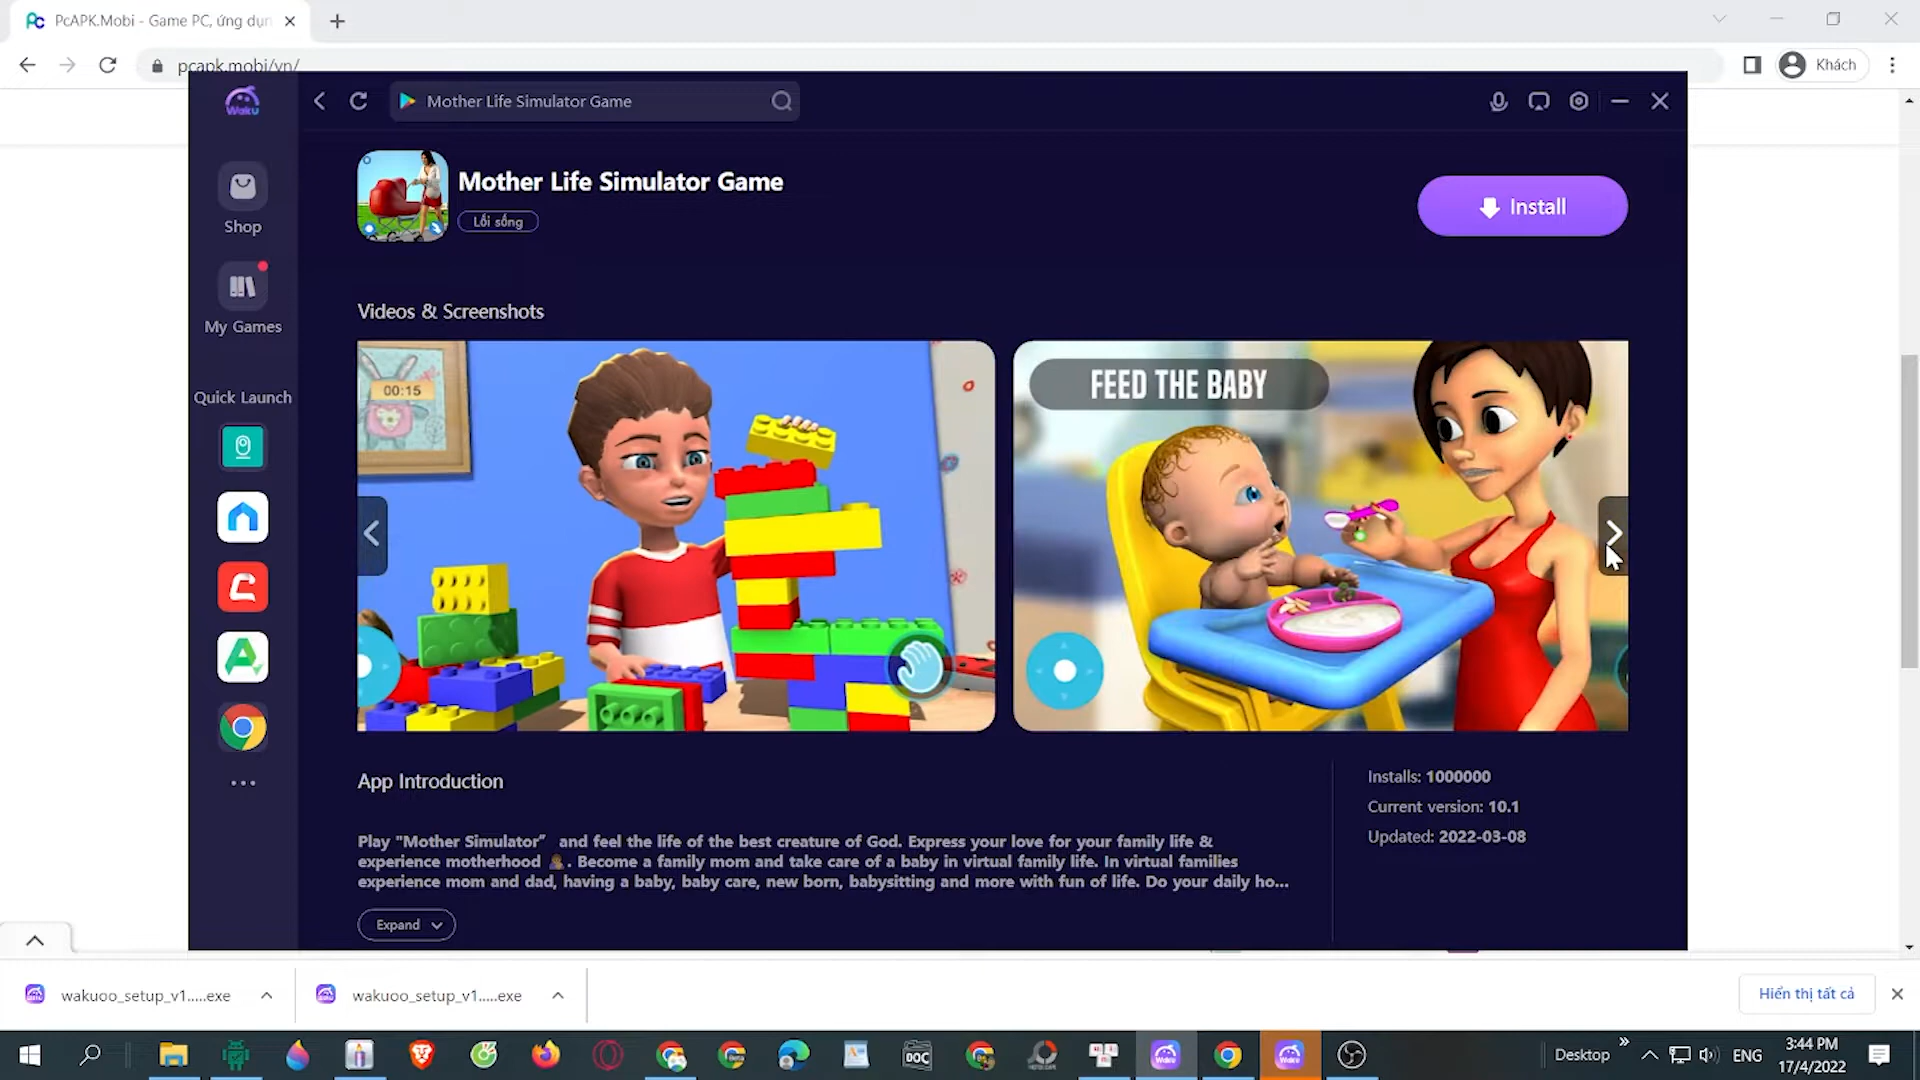 PcAPK.Mobi - Game PC, ứng dụn
pcapk.mobi/vn/
Khách
Waku
Mother Life Simulator Game
Shop
My Games
Quick Launch
Mother Life Simulator Game
Lối sống
Install
Videos & Screenshots
00:15
FEED THE BABY
App Introduction
Play "Mother Simulator” and feel the life of the best creature of God. Express your love for your family life &
experience motherhood 🤱. Become a family mom and take care of a baby in virtual family life. In virtual families
experience mom and dad, having a baby, baby care, new born, babysitting and more with fun of life. Do your daily ho...
Expand
Installs: 1000000
Current version: 10.1
Updated: 2022-03-08
wakuoo_setup_v1.....exe
wakuoo_setup_v1.....exe
Hiển thị tất cả
DOC
Desktop
ENG
3:44 PM
17/4/2022